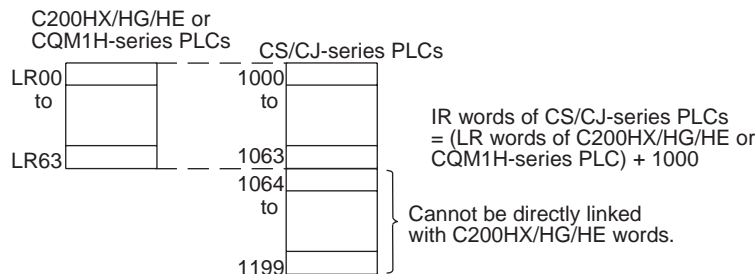 C200HX/HG/HE or
CQM1H-series PLCs
CS/CJ-series PLCs
LR00
to
LR63
1000
to
1063
1064
to
1199
IR words of CS/CJ-series PLCs
= (LR words of C200HX/HG/HE or
CQM1H-series PLC) + 1000
Cannot be directly linked
with C200HX/HG/HE words.